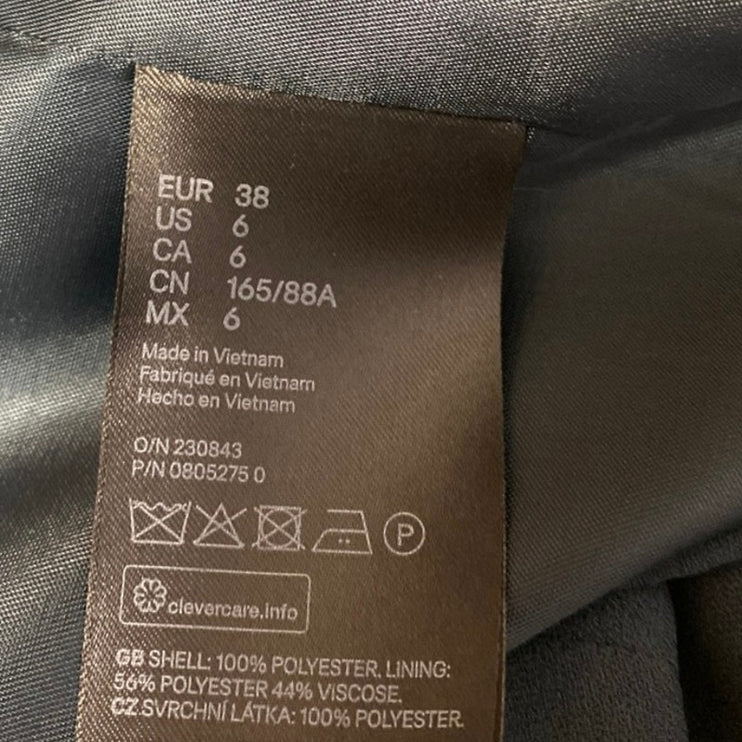 EUR 38
US 6
CA 6
CN 165/88A
MX 6
Made in Vietnam
Fabriqué en Vietnam
Hecho en Vietnam
O/N 230843
P/N 0805275 0
P
clevercare.info
GB SHELL: 100% POLYESTER. LINING:
56% POLYESTER 44% VISCOSE.
CZ SVRCHNÍ LÁTKA: 100% POLYESTER.